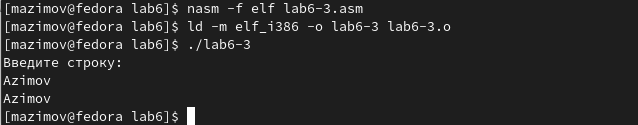 [mazimov@fedora lab6]$ nasm -f elf lab6-3.asm
[mazimov@fedora lab6]$ ld -m elf_i386 -o lab6-3 lab6-3.o
[mazimov@fedora lab6]$ ./lab6-3
Введите строку:
Azimov
Azimov
[mazimov@fedora lab6]$